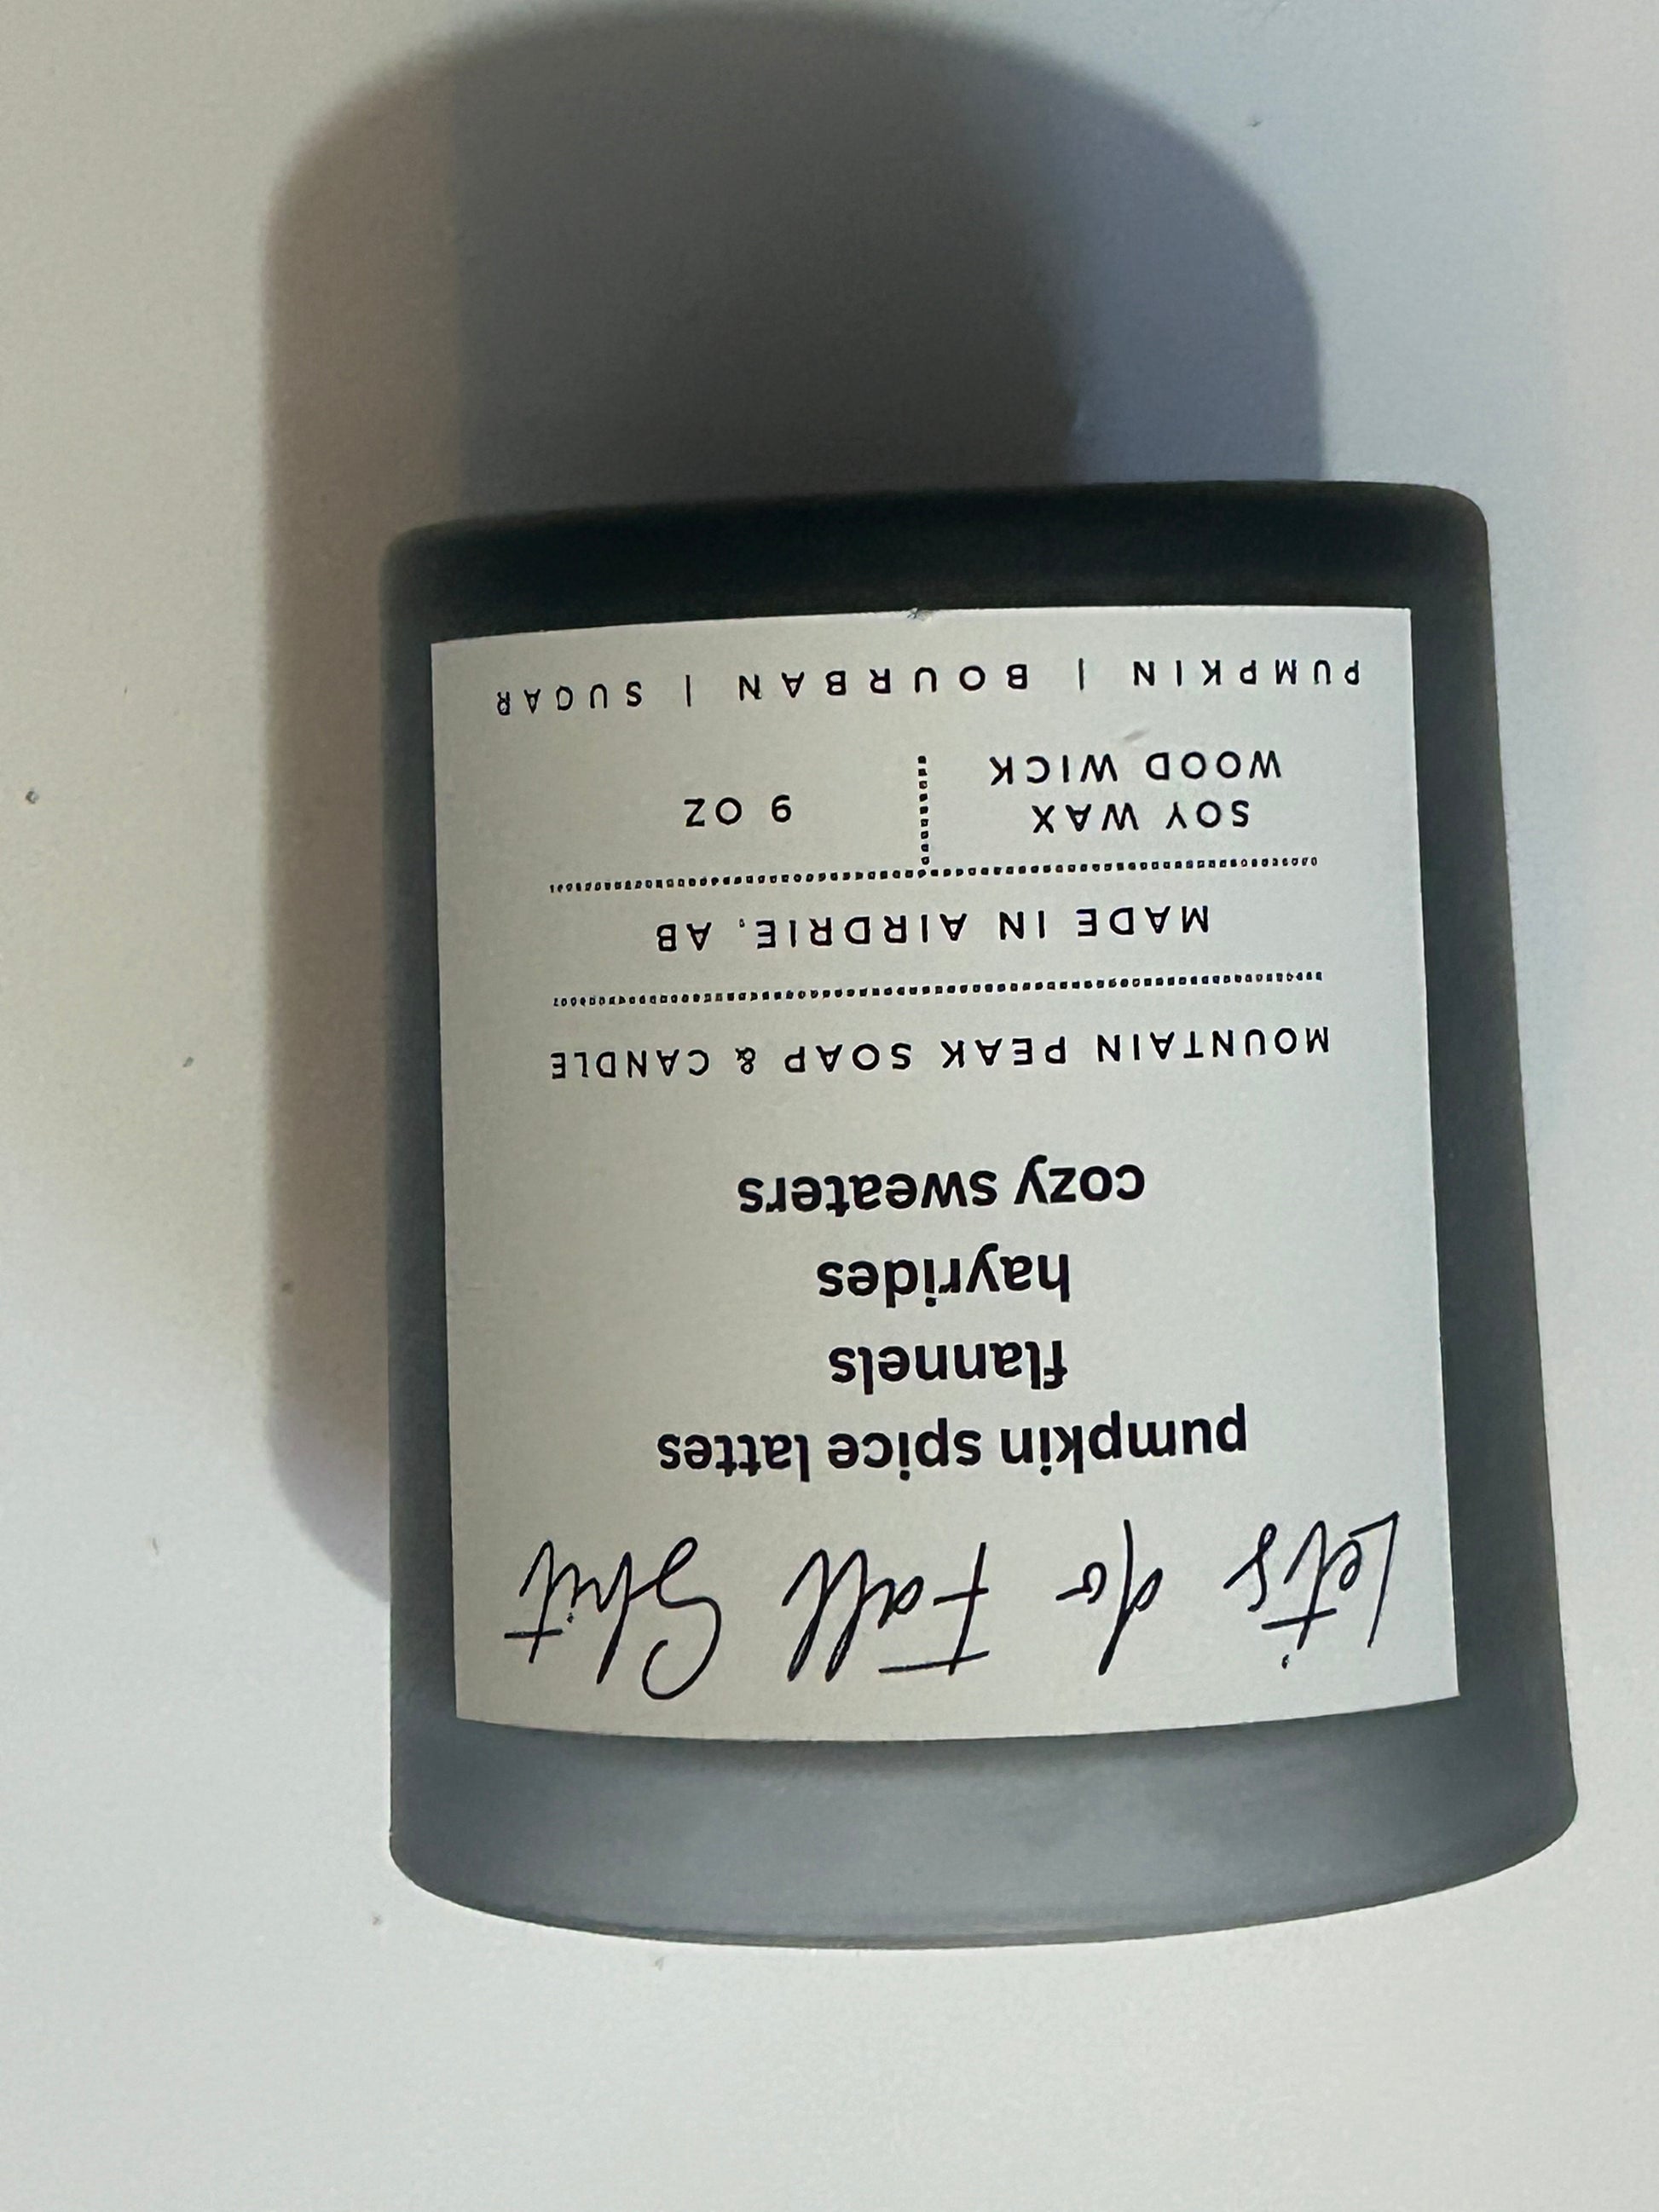 Let's do Fall Shit
pumpkin spice lattes
flannels
hayrides
cozy sweaters
MOUNTAIN PEAK SOAP & CANDLE
MADE IN AIRDRIE, AB
SOY WAX
WOOD WICK
9 OZ
PUMPKIN | BOURBAN | SUGAR